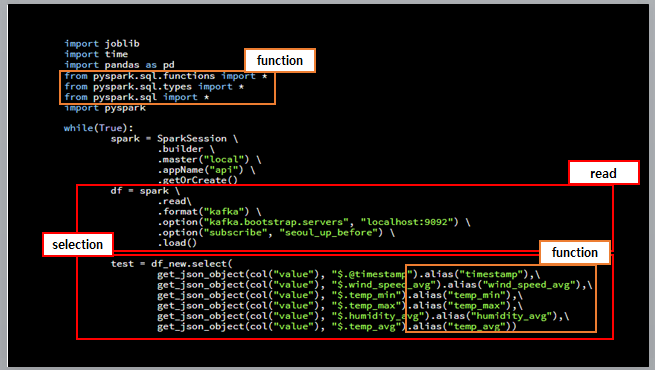 import joblib
import time
function
import pandas as pd
from pyspark.sql.functions import *
from pyspark.sql.types import *
from pyspark.sql import *
import pyspark
while(True):
spark = SparkSession \
.builder \
.master("local") \
.appName("api") \
.getOrCreate()
read
df = spark \
.read\
.format("kafka") \
.option("kafka.bootstrap.servers", "localhost:9092") \
.option("subscribe", "seoul_up_before") \
.load()
selection
function
test = df_new.select(
get_json_object(col("value"), "$.@timestamp").alias("timestamp"),\
get_json_object(col("value"), "$.wind_speed_avg").alias("wind_speed_avg"),\
get_json_object(col("value"), "$.temp_min").alias("temp_min"),\
get_json_object(col("value"), "$.temp_max").alias("temp_max"),\
get_json_object(col("value"), "$.humidity_avg").alias("humidity_avg"),\
get_json_object(col("value"), "$.temp_avg").alias("temp_avg"))